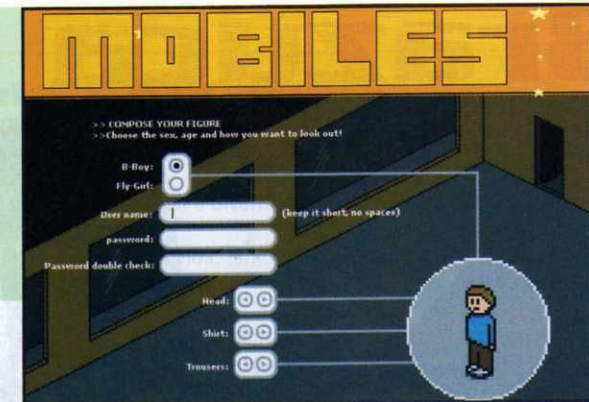 MOBILES
>> COMPOSE YOUR FIGURE
>>Choose the sex, age and how you want to look out!
B-Boy:
Fly-Girl:
User name: (keep it short, no spaces)
password:
Password double check:
Head:
Shirt:
Trousers: